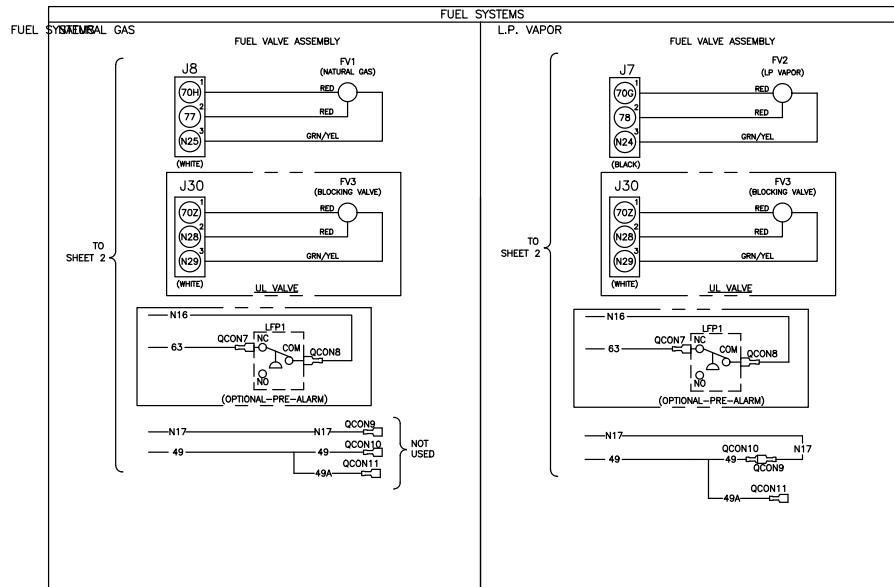 FUEL SYSTEMS
FUEL SYSTEMS
NATURAL GAS
FUEL VALVE ASSEMBLY
J8
FV1
(NATURAL GAS)
70H 1 RED
77 2 RED
N25 3 GRN/YEL
(WHITE)
J30
FV3
(BLOCKING VALVE)
70Z 1 RED
N28 2 RED
N29 3 GRN/YEL
(WHITE)
UL VALVE
TO
SHEET 2
N16
LFP1
63 QCON7 NC COM QCON8
NO
(OPTIONAL-PRE-ALARM)
N17 N17 QCON9
49 49 QCON10
49A QCON11
NOT
USED
L.P. VAPOR
FUEL VALVE ASSEMBLY
J7
FV2
(LP VAPOR)
70G 1 RED
78 2 RED
N24 3 GRN/YEL
(BLACK)
J30
FV3
(BLOCKING VALVE)
70Z 1 RED
N28 2 RED
N29 3 GRN/YEL
(WHITE)
UL VALVE
TO
SHEET 2
N16
LFP1
63 QCON7 NC COM QCON8
NO
(OPTIONAL-PRE-ALARM)
N17
QCON10 N17
49 49
QCON9
QCON11
49A